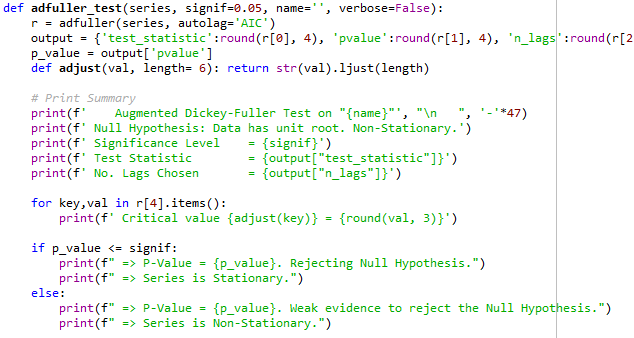 def adfuller_test(series, signif=0.05, name='', verbose=False):
    r = adfuller(series, autolag='AIC')
    output = {'test_statistic':round(r[0], 4), 'pvalue':round(r[1], 4), 'n_lags':round(r[2
    p_value = output['pvalue']
    def adjust(val, length= 6): return str(val).ljust(length)

    # Print Summary
    print(f'    Augmented Dickey-Fuller Test on "{name}"', "\n   ", '-'*47)
    print(f' Null Hypothesis: Data has unit root. Non-Stationary.')
    print(f' Significance Level    = {signif}')
    print(f' Test Statistic        = {output["test_statistic"]}')
    print(f' No. Lags Chosen       = {output["n_lags"]}')

    for key,val in r[4].items():
        print(f' Critical value {adjust(key)} = {round(val, 3)}')

    if p_value <= signif:
        print(f" => P-Value = {p_value}. Rejecting Null Hypothesis.")
        print(f" => Series is Stationary.")
    else:
        print(f" => P-Value = {p_value}. Weak evidence to reject the Null Hypothesis.")
        print(f" => Series is Non-Stationary.")